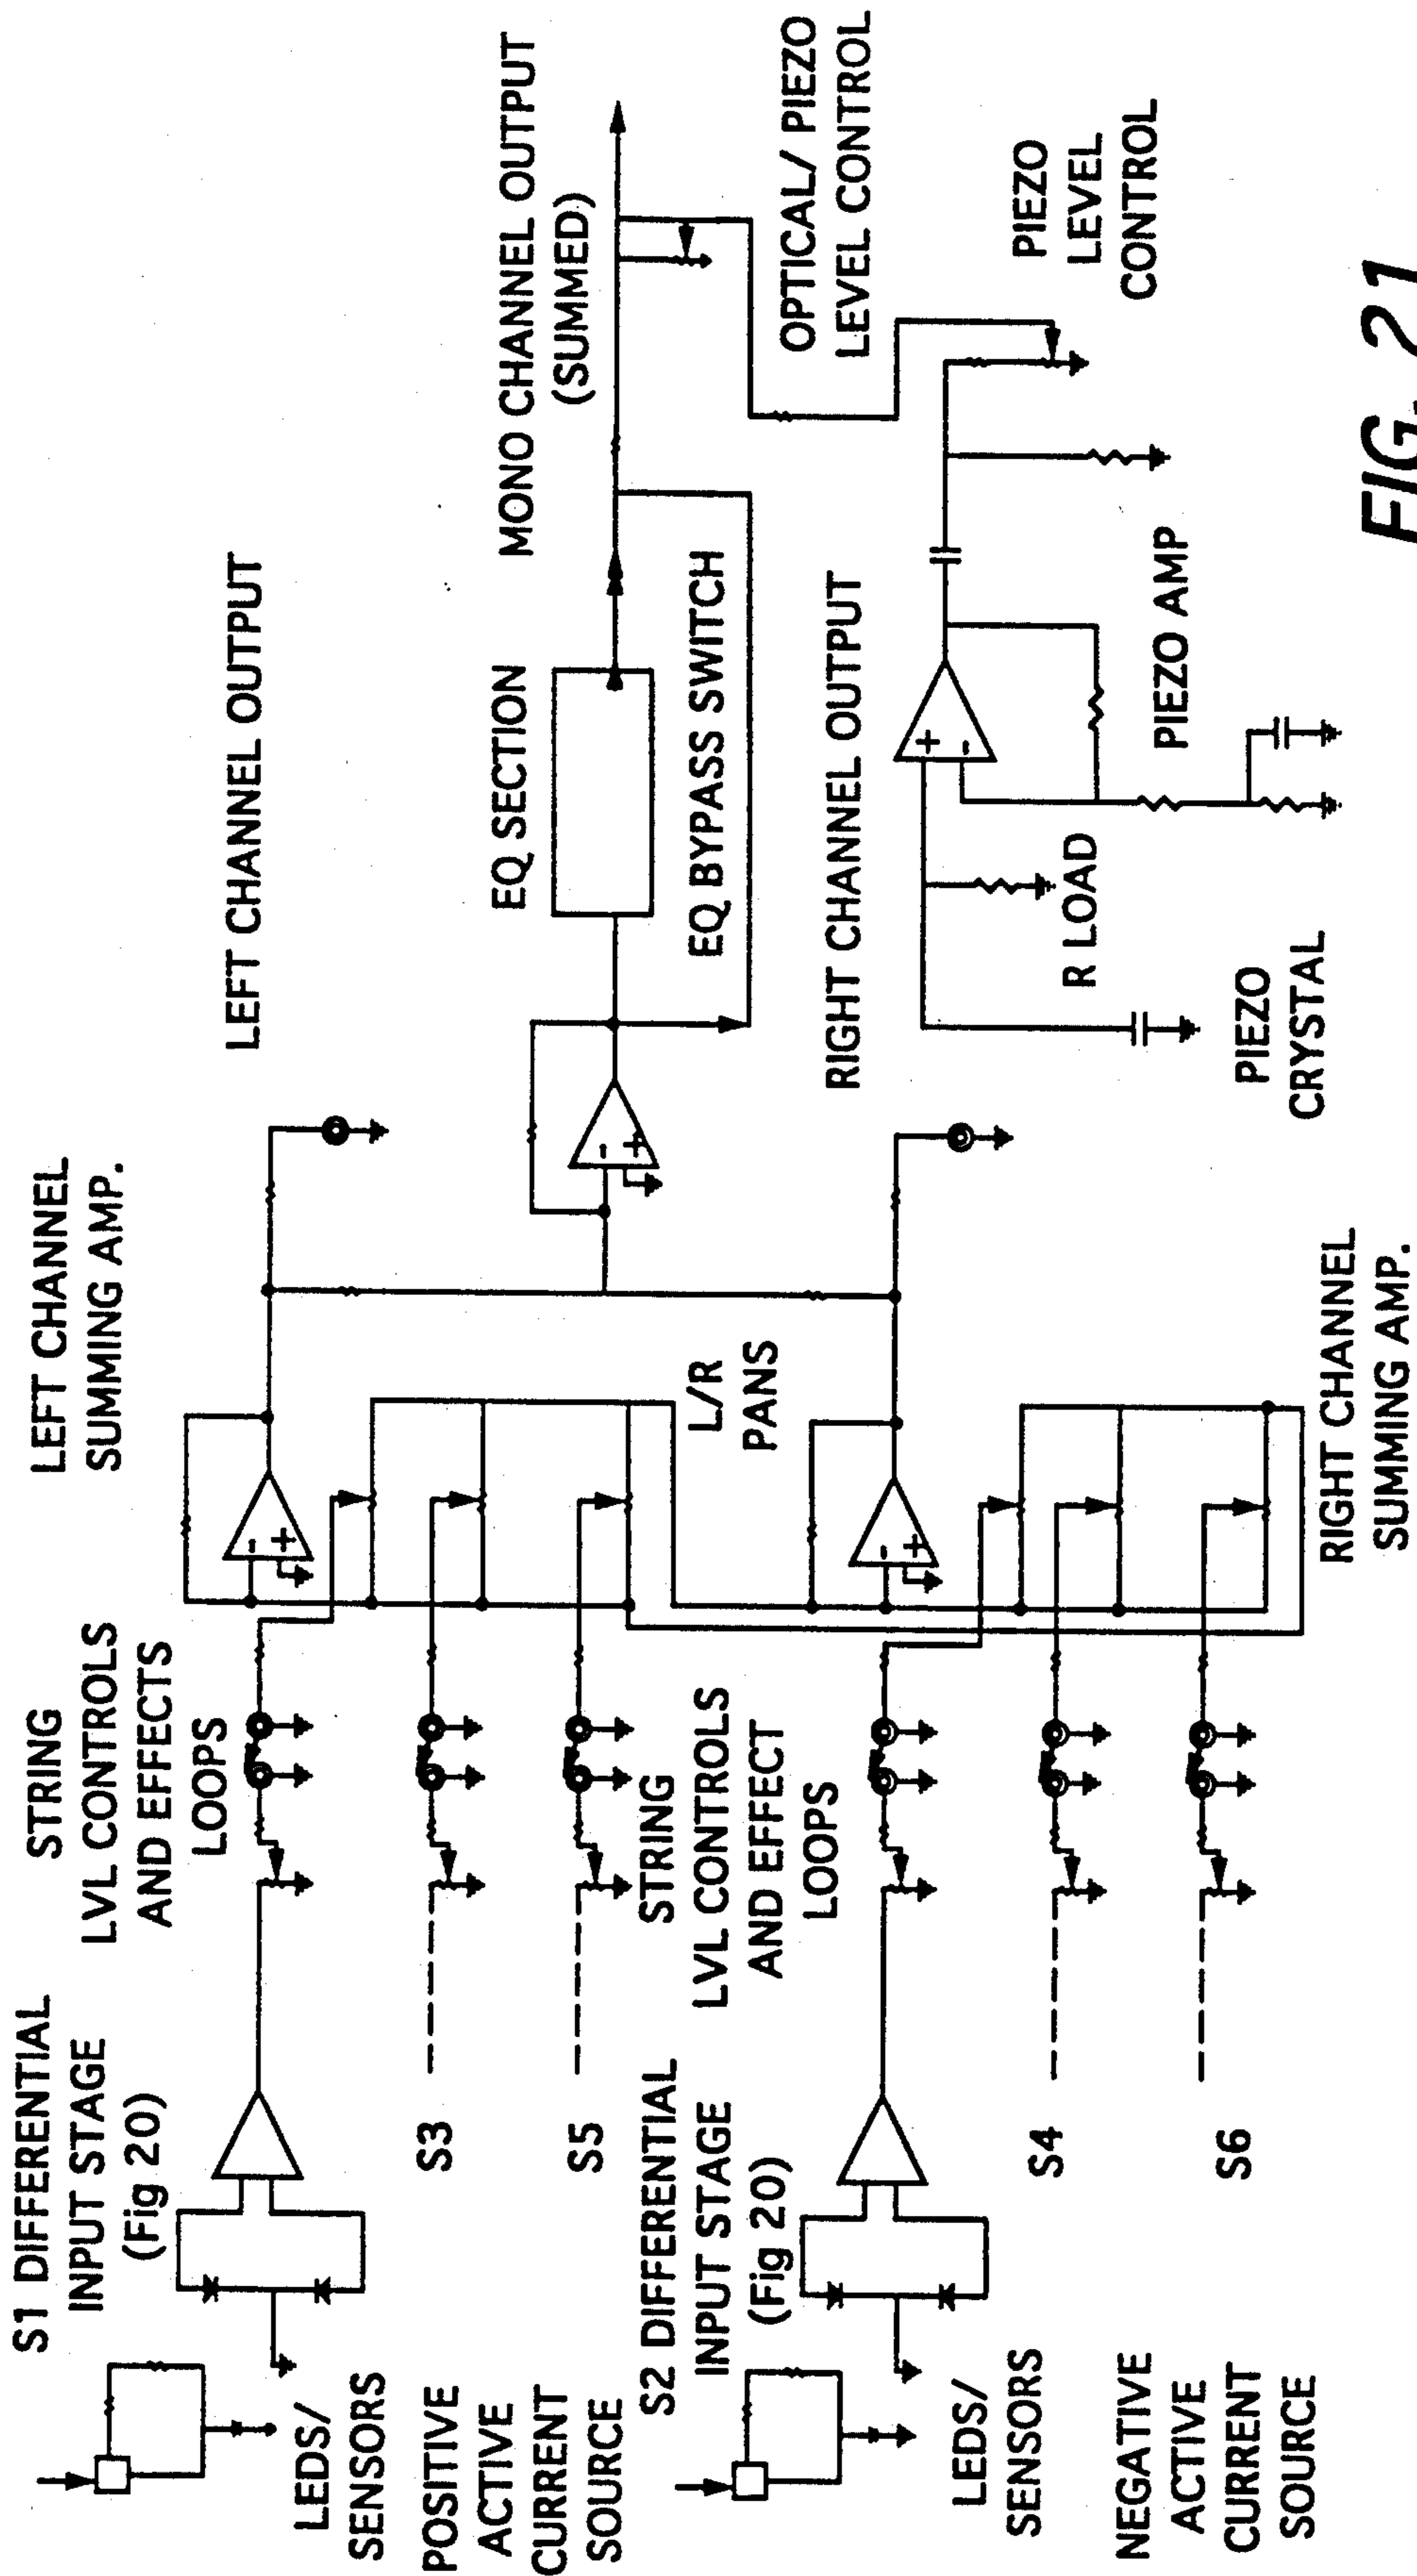 S1 DIFFERENTIAL
INPUT STAGE
(Fig 20)
STRING
LVL CONTROLS
AND EFFECTS
LOOPS
LEFT CHANNEL
SUMMING AMP.
LEFT CHANNEL OUTPUT
LEDS/
SENSORS
POSITIVE
ACTIVE
CURRENT
SOURCE
S3
S5
L/R
PANS
EQ SECTION
EQ BYPASS SWITCH
MONO CHANNEL OUTPUT
(SUMMED)
S2 DIFFERENTIAL
INPUT STAGE
(Fig 20)
STRING
LVL CONTROLS
AND EFFECT
LOOPS
RIGHT CHANNEL OUTPUT
OPTICAL/ PIEZO
LEVEL CONTROL
LEDS/
SENSORS
NEGATIVE
ACTIVE
CURRENT
SOURCE
S4
S6
RIGHT CHANNEL
SUMMING AMP.
R LOAD
PIEZO
CRYSTAL
PIEZO AMP
PIEZO
LEVEL
CONTROL
- + - + - + + -
FIG. 21